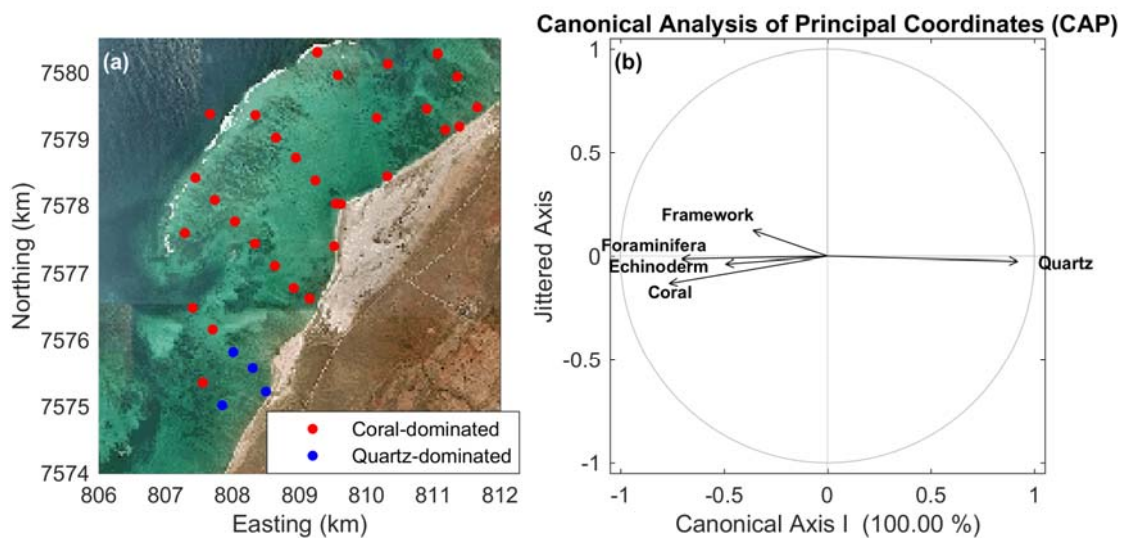 Canonical Analysis of Principal Coordinates (CAP)
(a)
7580
7579
7578
7577
7576
7575
7574
Northing (km)
806 807 808 809 810 811 812
Easting (km)
Coral-dominated
Quartz-dominated
(b)
1
0.5
0
-0.5
-1
Jittered Axis
Framework
Foraminifera
Echinoderm
Coral
Quartz
-1 -0.5 0 0.5 1
Canonical Axis I (100.00 %)